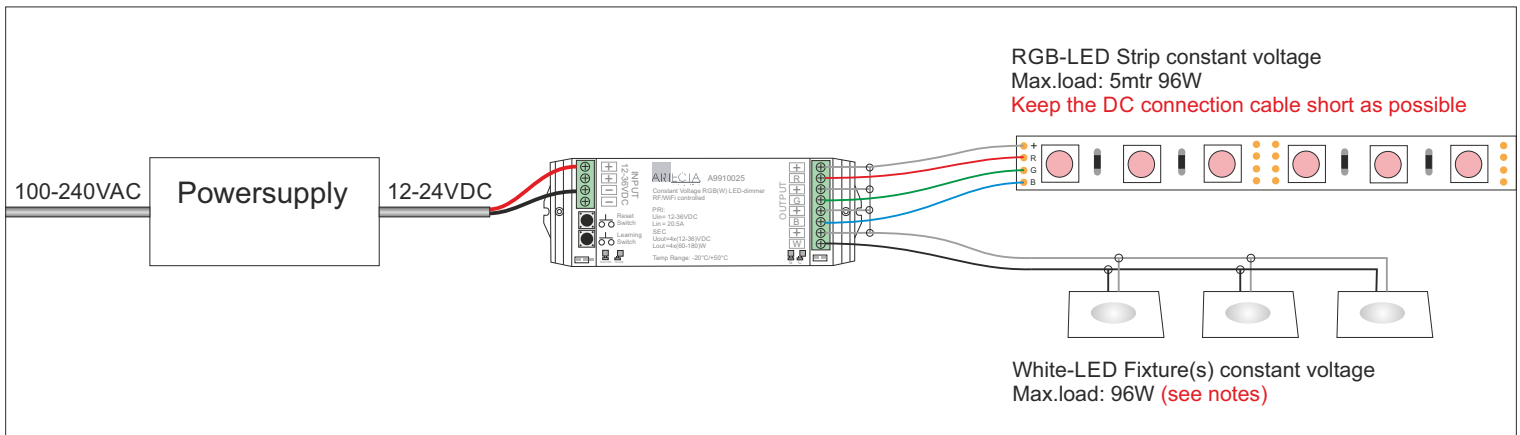 RGB-LED Strip constant voltage
Max.load: 5mtr 96W
Keep the DC connection cable short as possible
100-240VAC
Powersupply
12-24VDC
INPUT
12-36VDC
+
+
−
−
Reset
Switch
Learning
Switch
ARTECTA A9910025
Constant Voltage RGB(W) LED-dimmer
RF/WiFi controlled
PRI:
Uin= 12-36VDC
Lin = 20.5A
SEC
Uout=4x(12-36)VDC
Lout=4x(60-180)W
Temp Range: -20°C/+50°C
OUTPUT
+
R
+
G
+
B
+
W
+
R
G
B
White-LED Fixture(s) constant voltage
Max.load: 96W (see notes)